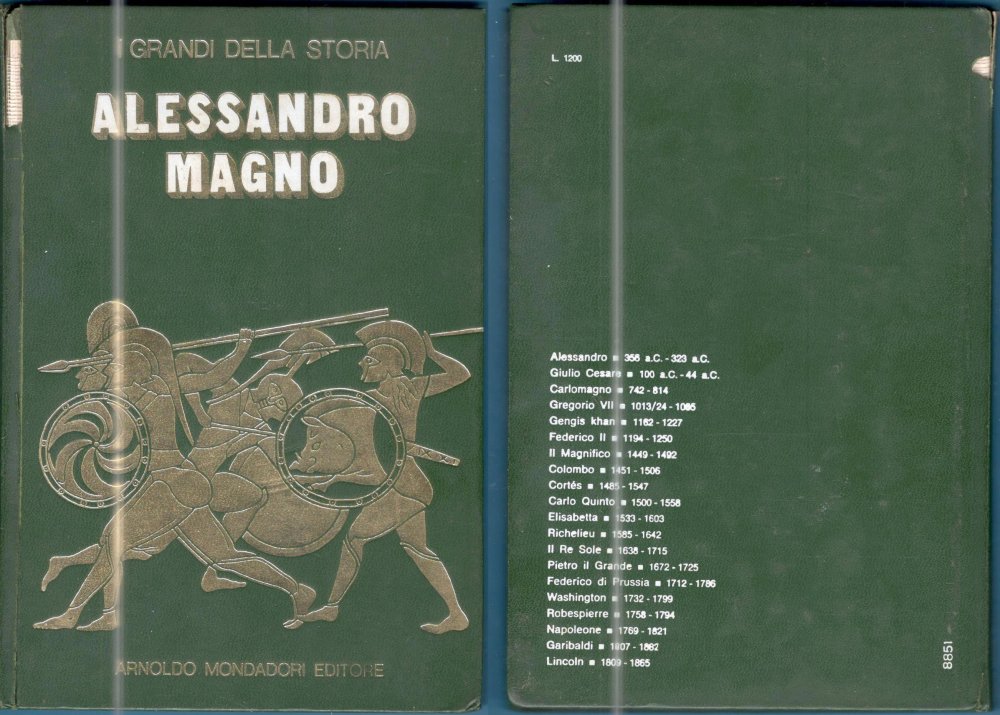 I GRANDI DELLA STORIA
ALESSANDRO
MAGNO
ARNOLDO MONDADORI EDITORE
L. 1200
Alessandro ■ 356 a.C. - 323 a.C.
Giulio Cesare ■ 100 a.C. - 44 a.C.
Carlomagno ■ 742 - 814
Gregorio VII ■ 1013/24 - 1085
Gengis khan ■ 1162 - 1227
Federico II ■ 1194 - 1250
Il Magnifico ■ 1449 - 1492
Colombo ■ 1451 - 1506
Cortés ■ 1485 - 1547
Carlo Quinto ■ 1500 - 1558
Elisabetta ■ 1533 - 1603
Richelieu ■ 1585 - 1642
Il Re Sole ■ 1638 - 1715
Pietro il Grande ■ 1672 - 1725
Federico di Prussia ■ 1712 - 1786
Washington ■ 1732 - 1799
Robespierre ■ 1758 - 1794
Napoleone ■ 1769 - 1821
Garibaldi ■ 1807 - 1882
Lincoln ■ 1809 - 1865
8851